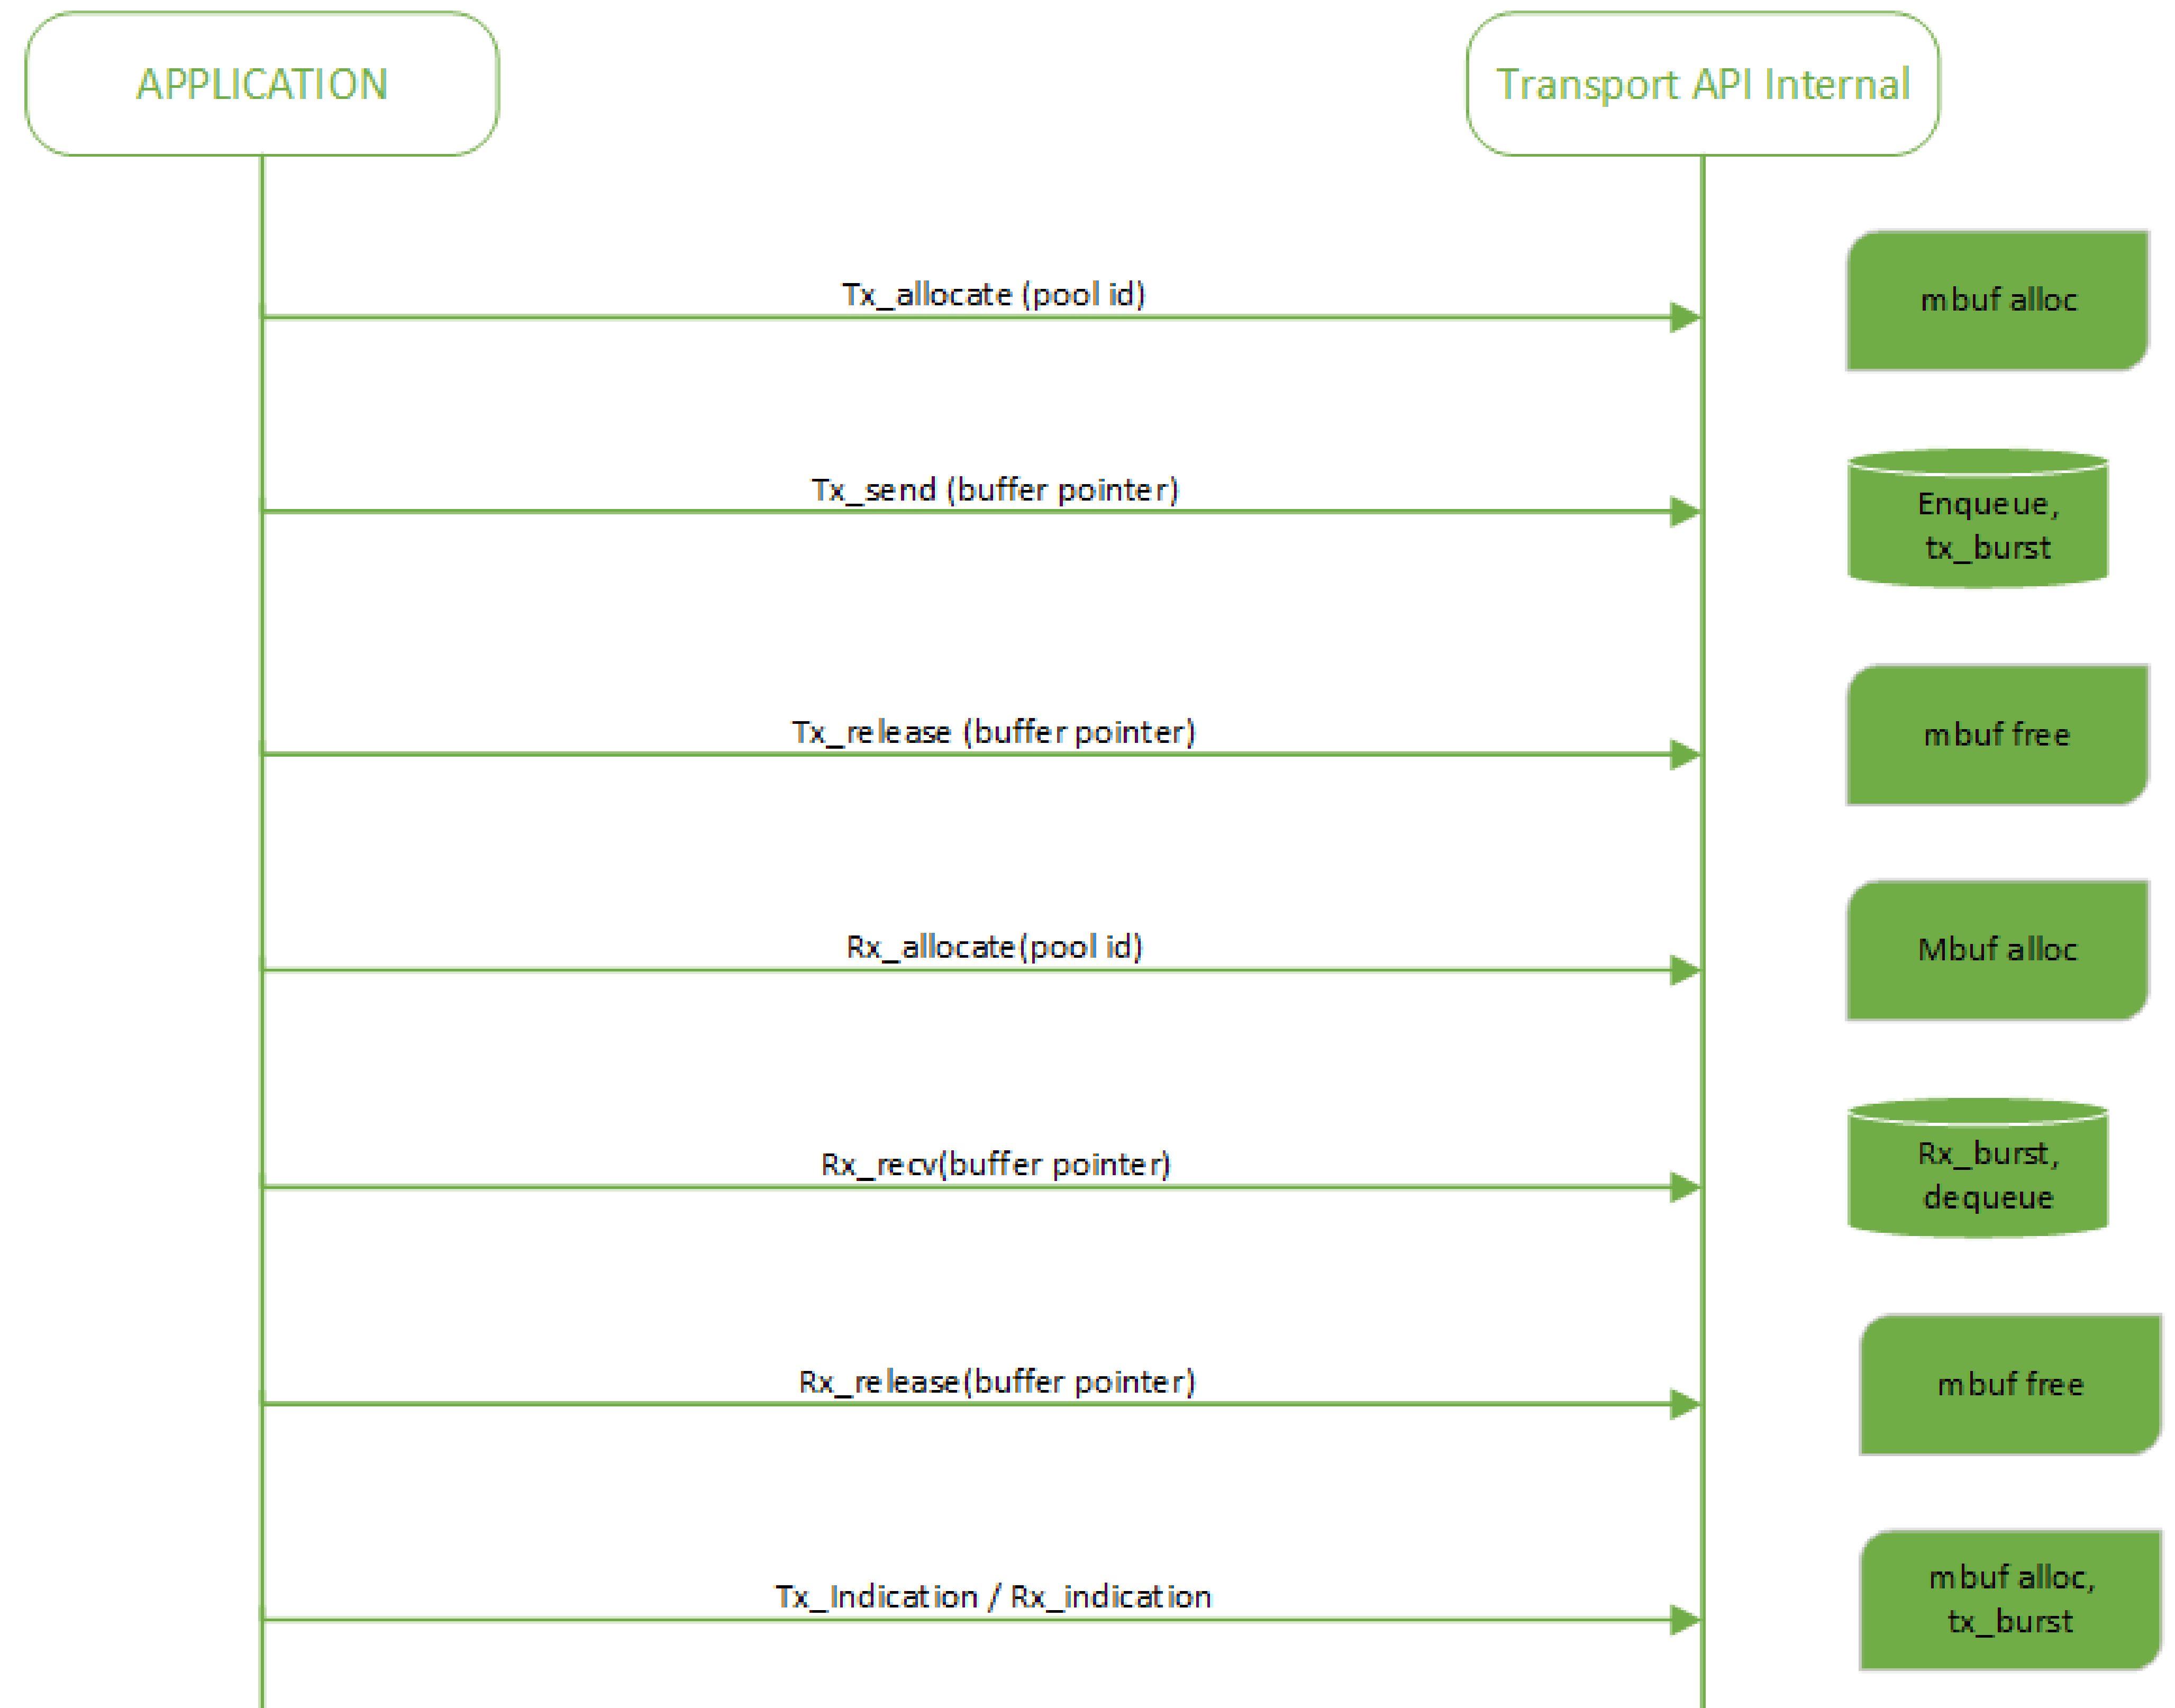 APPLICATION
Transport API Internal
Tx_allocate (pool id)
mbuf alloc
Tx_send (buffer pointer)
Enqueue,
tx_burst
Tx_release (buffer pointer)
mbuf free
Rx_allocate(pool id)
Mbuf alloc
Rx_recv(buffer pointer)
Rx_burst,
dequeue
Rx_release(buffer pointer)
mbuf free
Tx_Indication / Rx_indication
mbuf alloc,
tx_burst